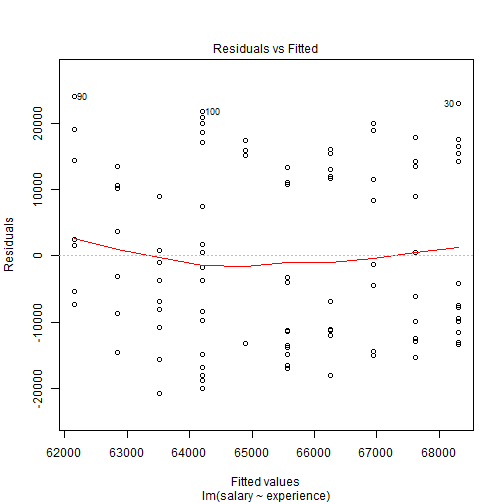 Residuals vs Fitted
90
100
30
20000
10000
0
-10000
-20000
Residuals
62000 63000 64000 65000 66000 67000 68000
Fitted values
lm(salary ~ experience)